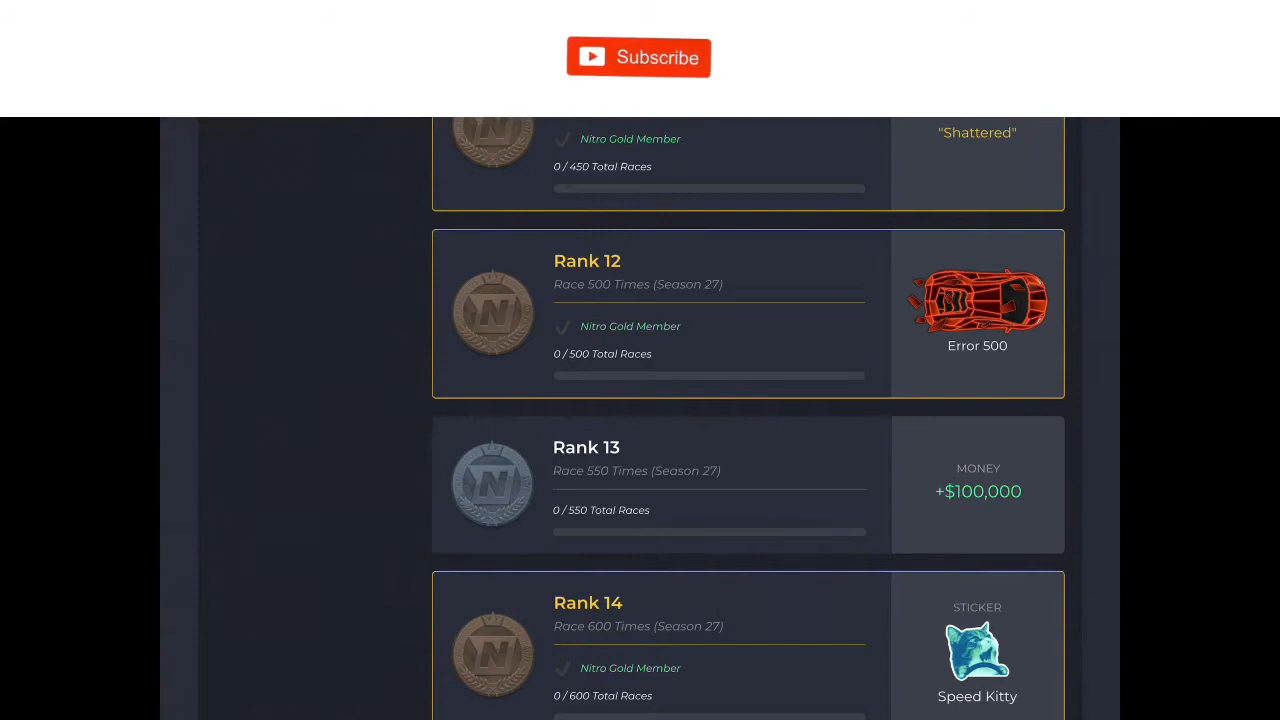 Subscribe
Nitro Gold Member
"Shattered"
0 / 450 Total Races
Rank 12
Race 500 Times (Season 27)
Nitro Gold Member
0 / 500 Total Races
Error 500
Rank 13
Race 550 Times (Season 27)
0 / 550 Total Races
MONEY
+$100,000
Rank 14
Race 600 Times (Season 27)
Nitro Gold Member
0 / 600 Total Races
STICKER
Speed Kitty
N
N
N
N